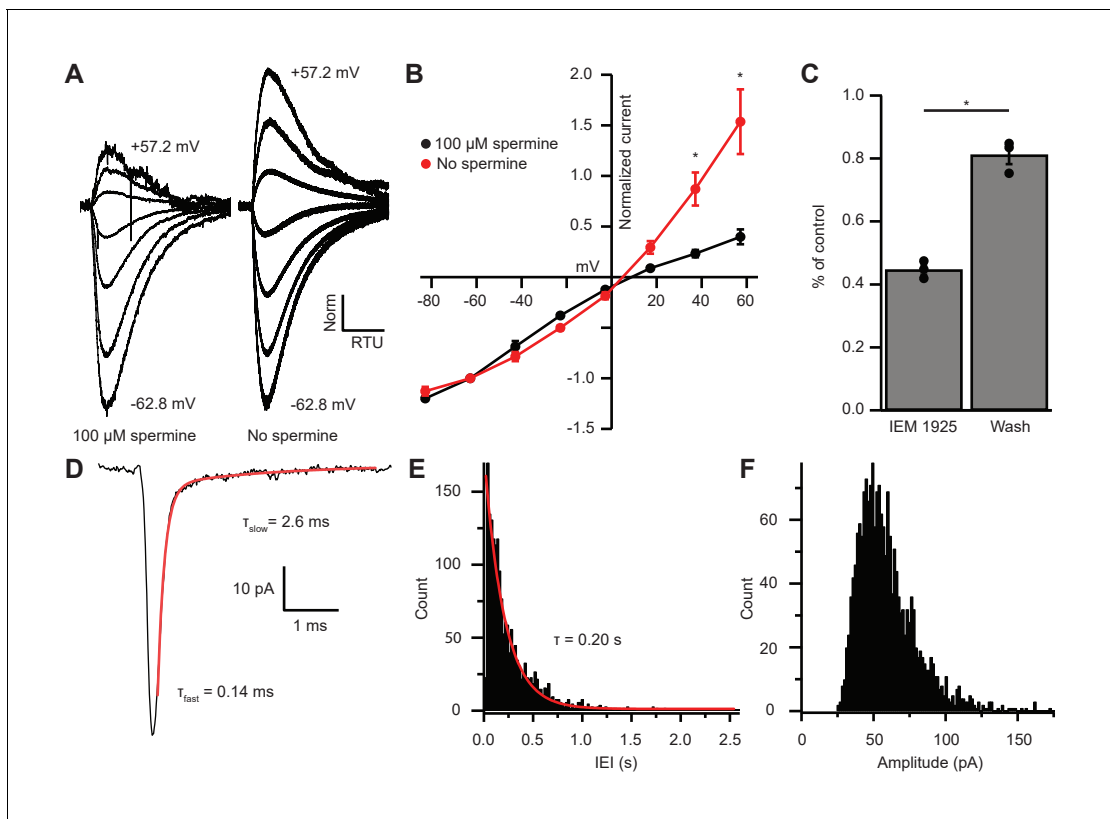 A
+57.2 mV
+57.2 mV
Norm
RTU
-62.8 mV
-62.8 mV
100 µM spermine
No spermine
B
2.0
1.5
1.0
0.5
-1.0
-1.5
*
*
Normalized current
100 µM spermine
No spermine
mV
-80
-60
-40
-20
20
40
60
C
1.0
0.8
0.6
0.4
0.2
0.0
*
% of control
IEM 1925
Wash
D
τslow= 2.6 ms
10 pA
1 ms
τfast= 0.14 ms
E
150
100
50
0
Count
τ = 0.20 s
0.0
0.5
1.0
1.5
2.0
2.5
IEI (s)
F
60
40
20
0
Count
0
50
100
150
Amplitude (pA)